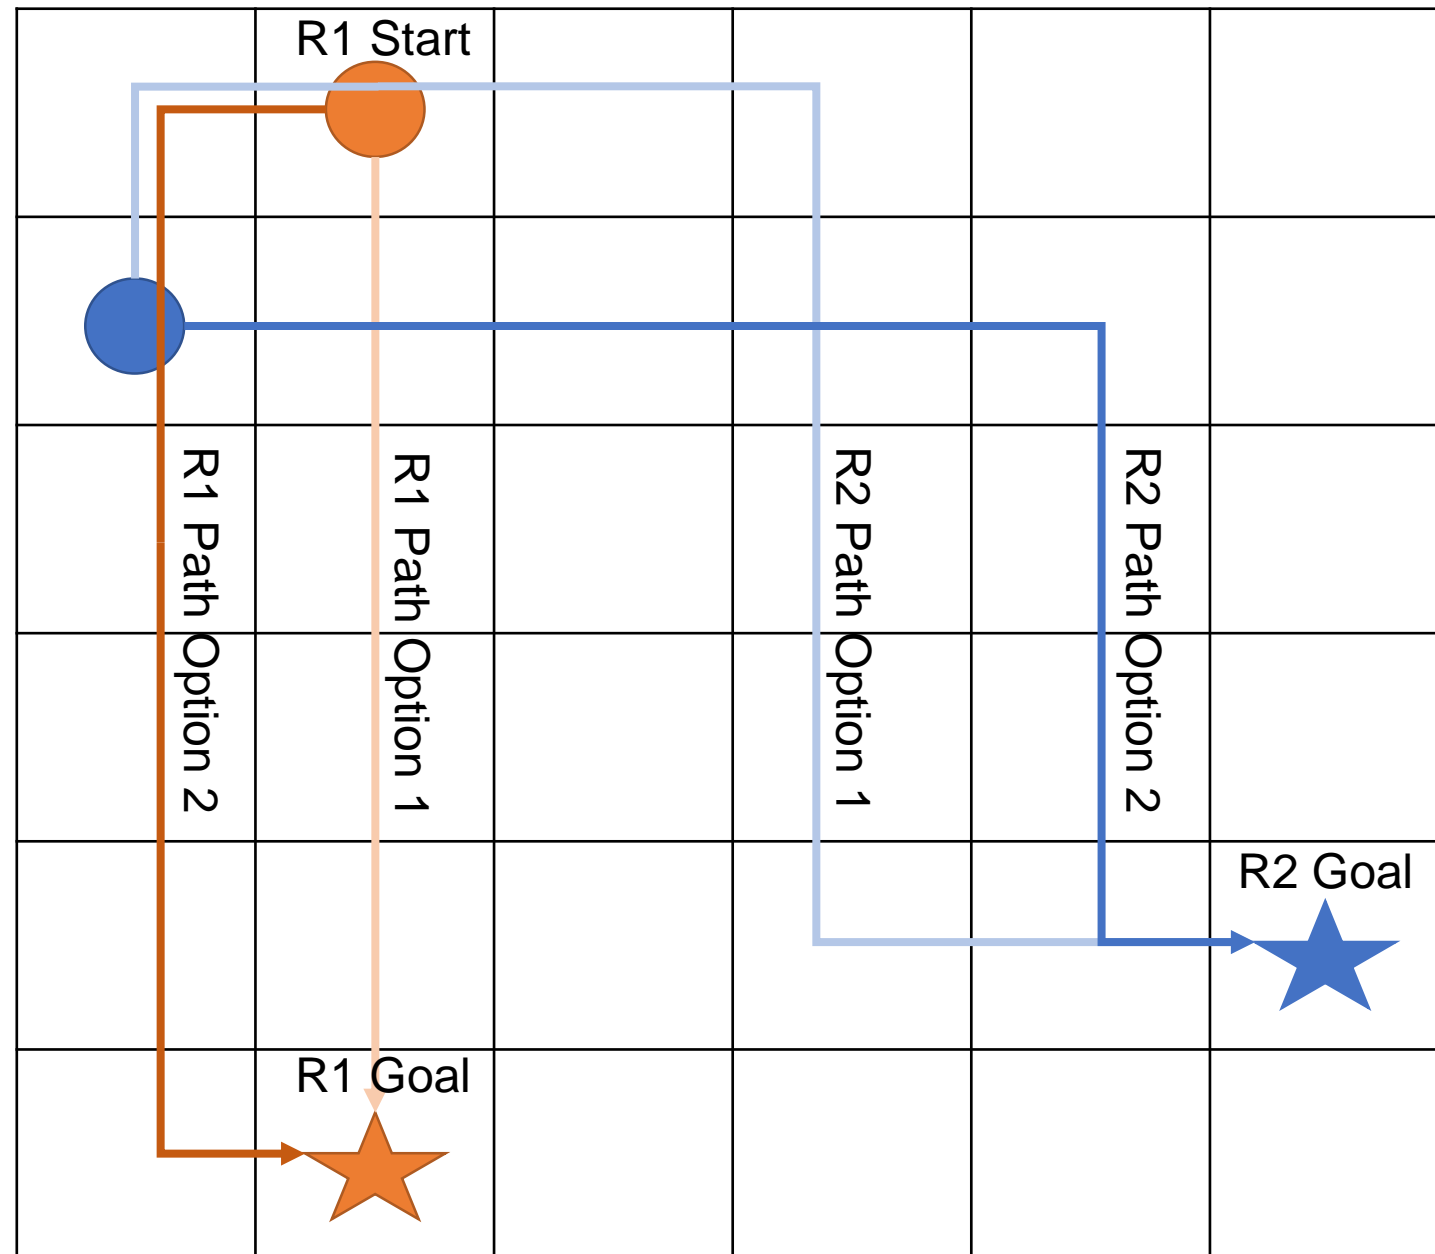 R1 Start
R1 Path Option 2
R1 Path Option 1
R2 Path Option 1
R2 Path Option 2
R2 Goal
R1 Goal